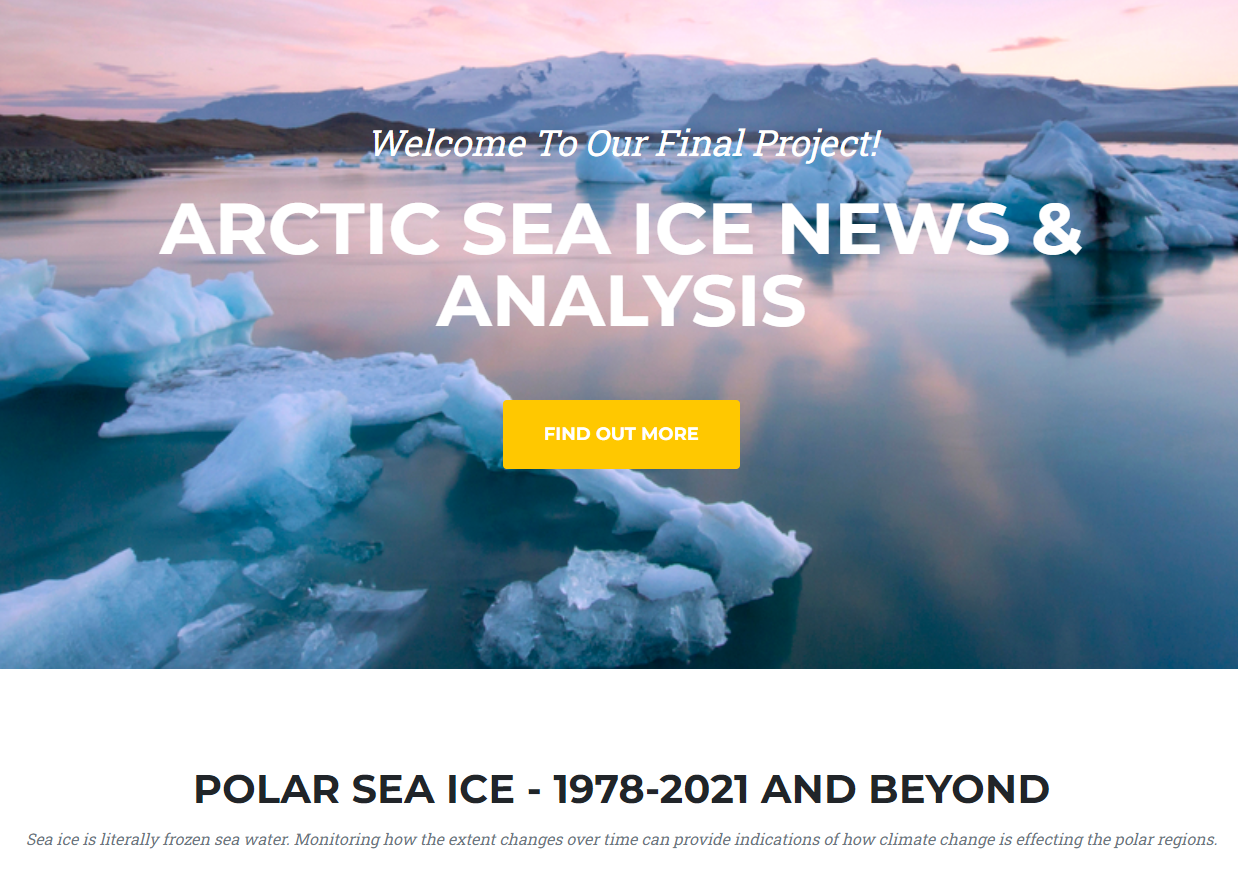 Welcome To Our Final Project!
ARCTIC SEA ICE NEWS &
ANALYSIS
FIND OUT MORE
POLAR SEA ICE - 1978-2021 AND BEYOND
Sea ice is literally frozen sea water. Monitoring how the extent changes over time can provide indications of how climate change is effecting the polar regions.